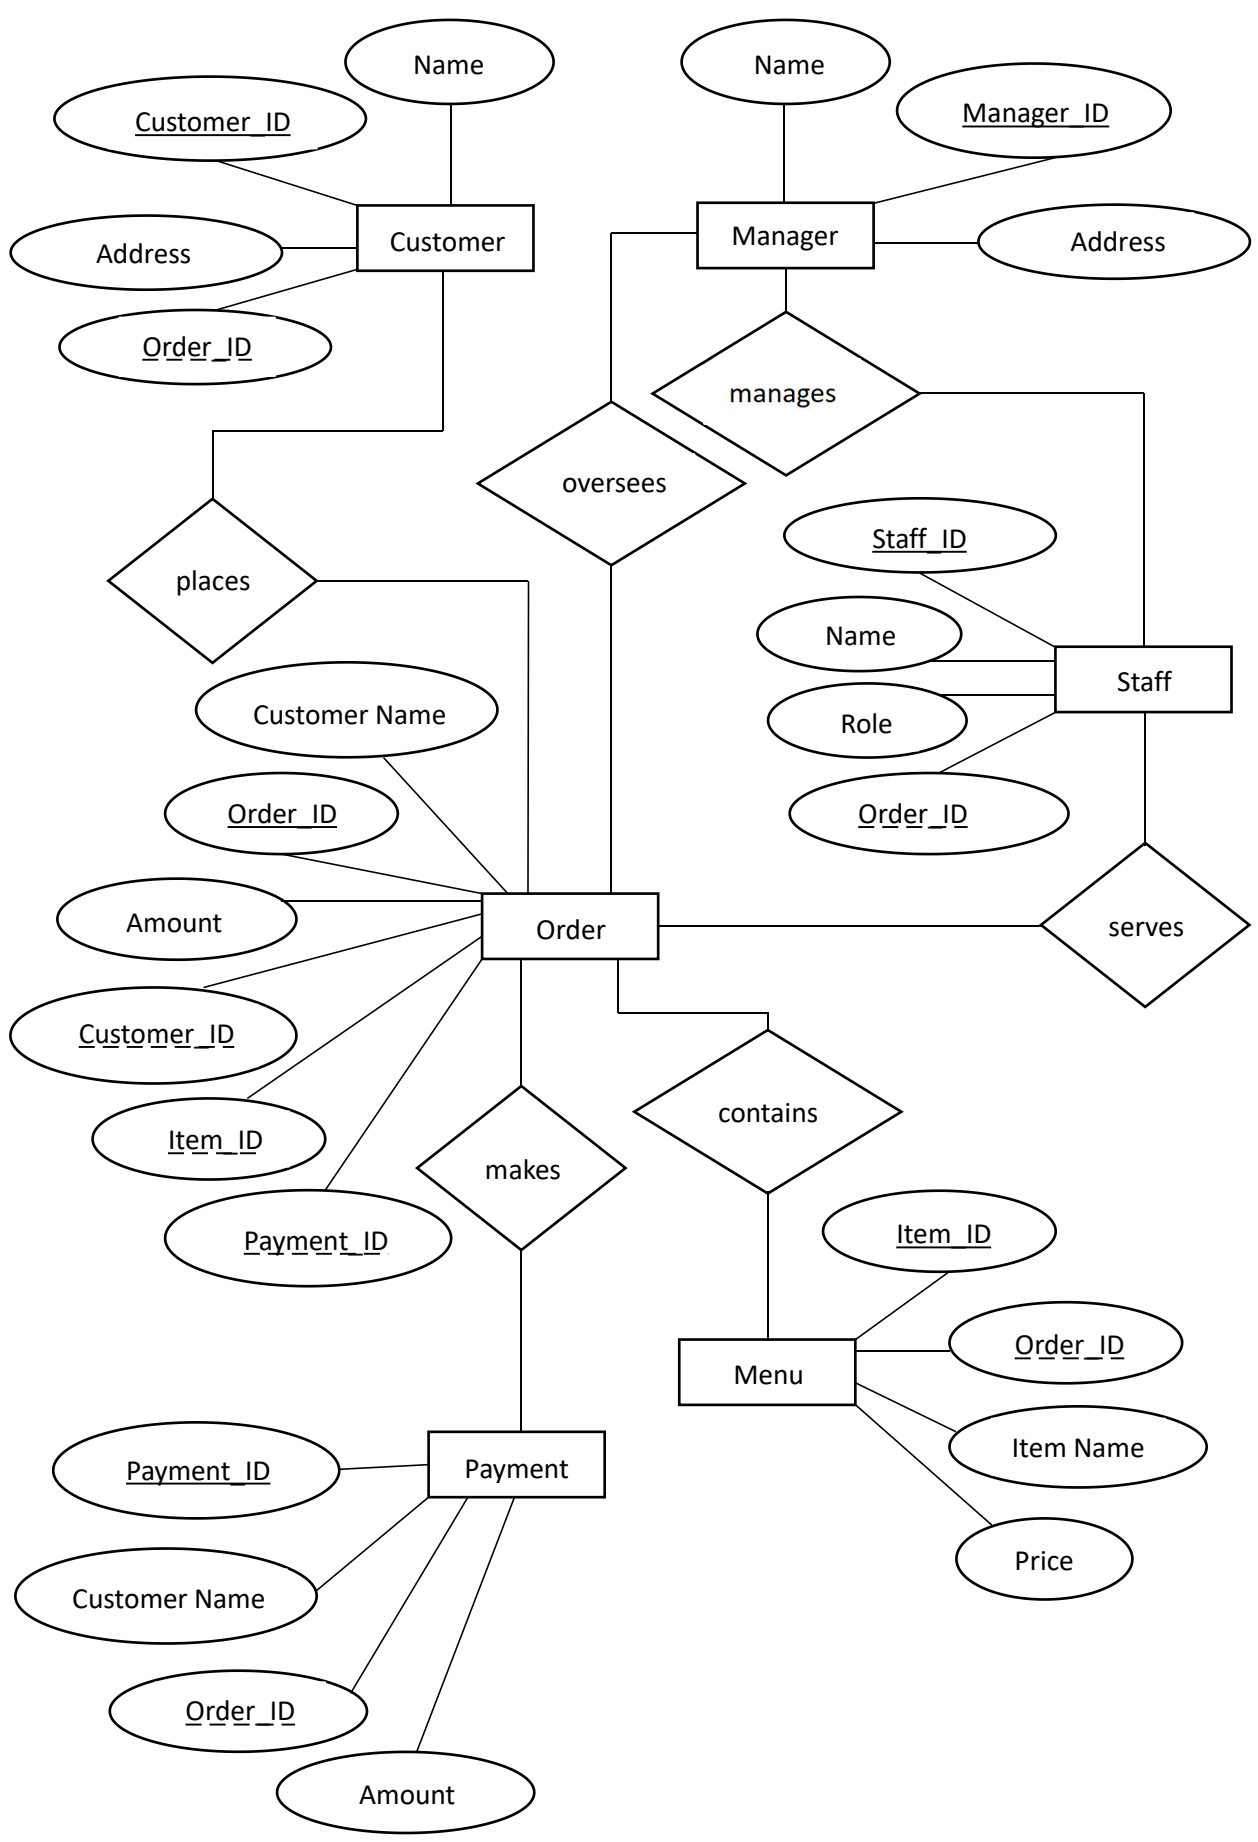 Name
Name
Customer_ID
Manager_ID
Customer
Manager
Address
Address
Order_ID
manages
oversees
Staff_ID
places
Name
Staff
Customer Name
Role
Order_ID
Order_ID
Amount
Order
serves
Customer_ID
contains
Item_ID
makes
Payment_ID
Item_ID
Order_ID
Menu
Item Name
Payment_ID
Payment
Price
Customer Name
Order_ID
Amount